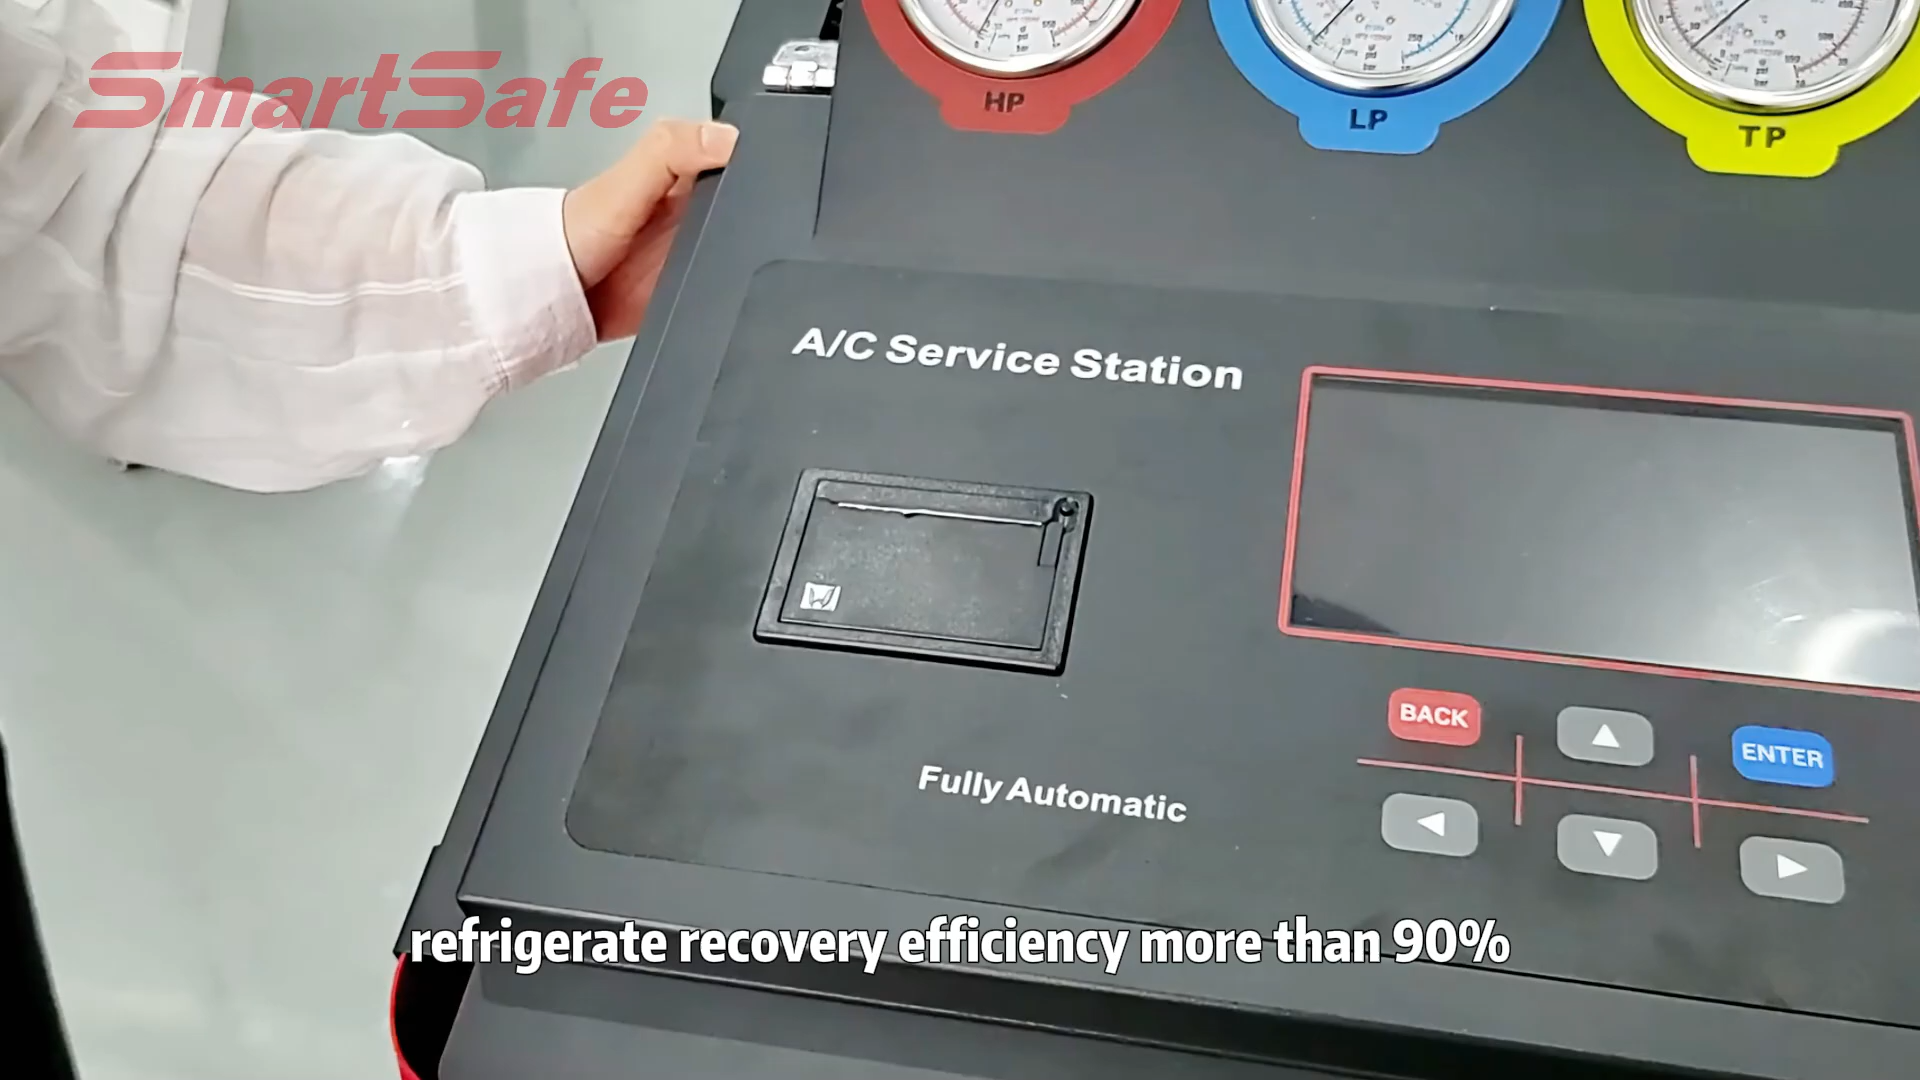 SmartSafe
HP
LP
TP
A/C Service Station
BACK
ENTER
Fully Automatic
refrigerate recovery efficiency more than 90%